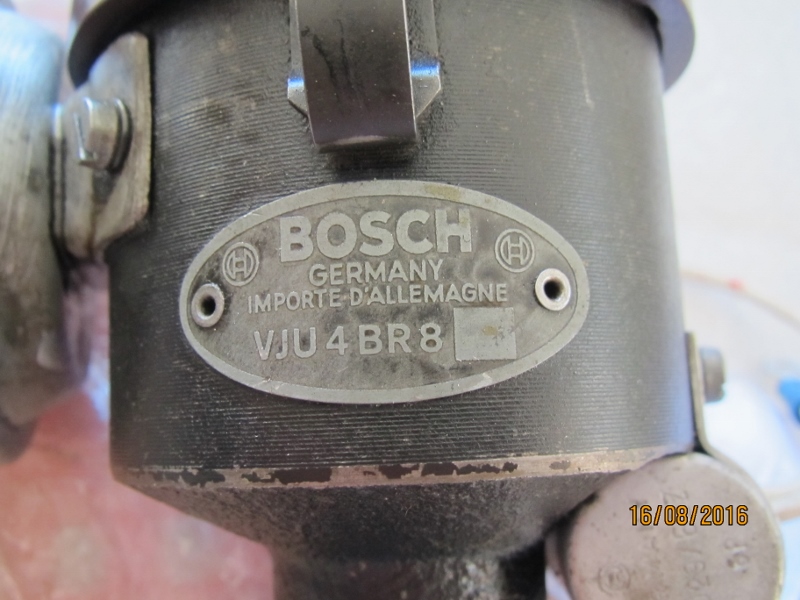 BOSCH
GERMANY
IMPORTE-D'ALLEMAGNE
VJU 4 BR 8
16/08/2016